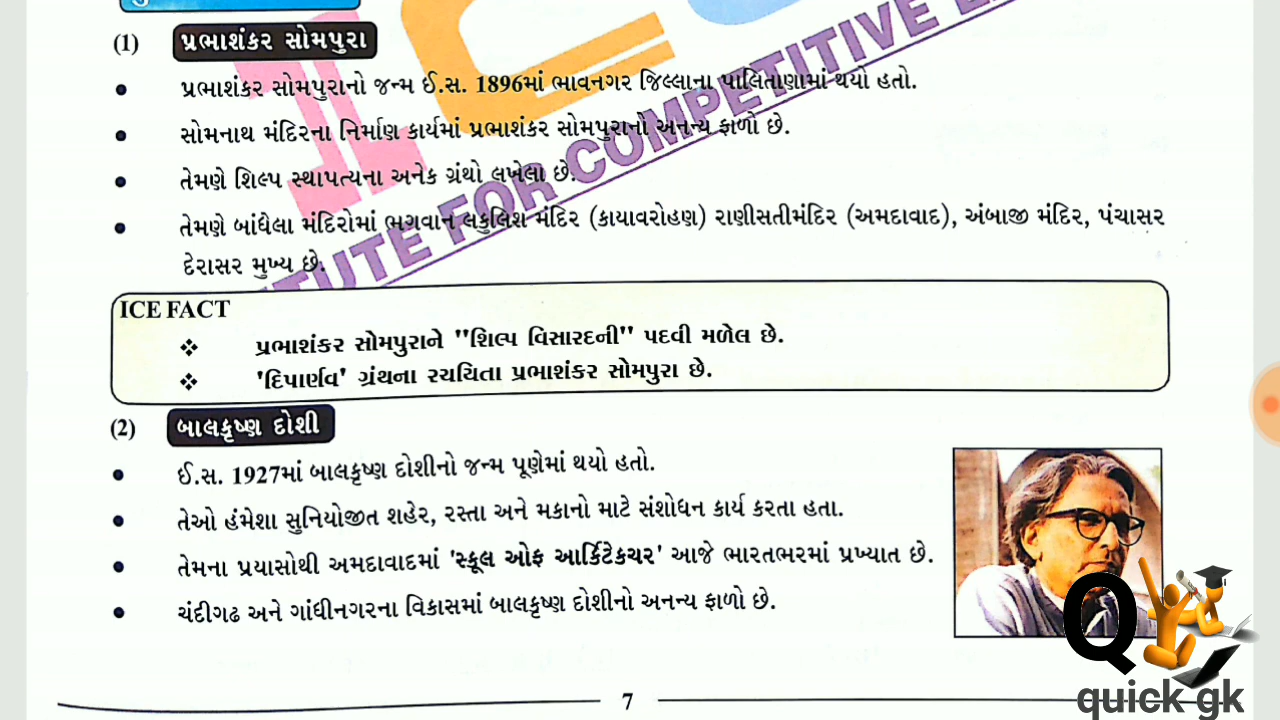 (1) પ્રભાશંકર સોમપુરા
પ્રભાશંકર સોમપુરાનો જન્મ ઈ.સ. 1896માં ભાવનગર જિલ્લાના પાલિતાણામાં થયો હતો.
સોમનાથ મંદિરના નિર્માણ કાર્યમાં પ્રભાશંકર સોમપુરાનો અનન્ય ફાળો છે.
તેમણે શિલ્પ સ્થાપત્યના અનેક ગ્રંથો લખેલા છે.
તેમણે બાંધેલા મંદિરોમાં ભગવાન લકુલિશ મંદિર (કાયાવરોહણ) રાણીસતીમંદિર (અમદાવાદ), અંબાજી મંદિર, પંચાસર
દેરાસર મુખ્ય છે.
TUTE FOR COMPETITIVE
ICE FACT
પ્રભાશંકર સોમપુરાને "શિલ્પ વિસારદની" પદવી મળેલ છે.
'દિપાર્ણવ' ગ્રંથના રચયિતા પ્રભાશંકર સોમપુરા છે.
(2) બાલકૃષ્ણ દોશી
ઈ.સ. 1927માં બાલકૃષ્ણ દોશીનો જન્મ પૂણેમાં થયો હતો.
તેઓ હંમેશા સુનિયોજીત શહેર, રસ્તા અને મકાનો માટે સંશોધન કાર્ય કરતા હતા.
તેમના પ્રયાસોથી અમદાવાદમાં 'સ્કૂલ ઓફ આર્કિટેક્ચર' આજે ભારતભરમાં પ્રખ્યાત છે.
ચંદીગઢ અને ગાંધીનગરના વિકાસમાં બાલકૃષ્ણ દોશીનો અનન્ય ફાળો છે.
7
Q
quick gk